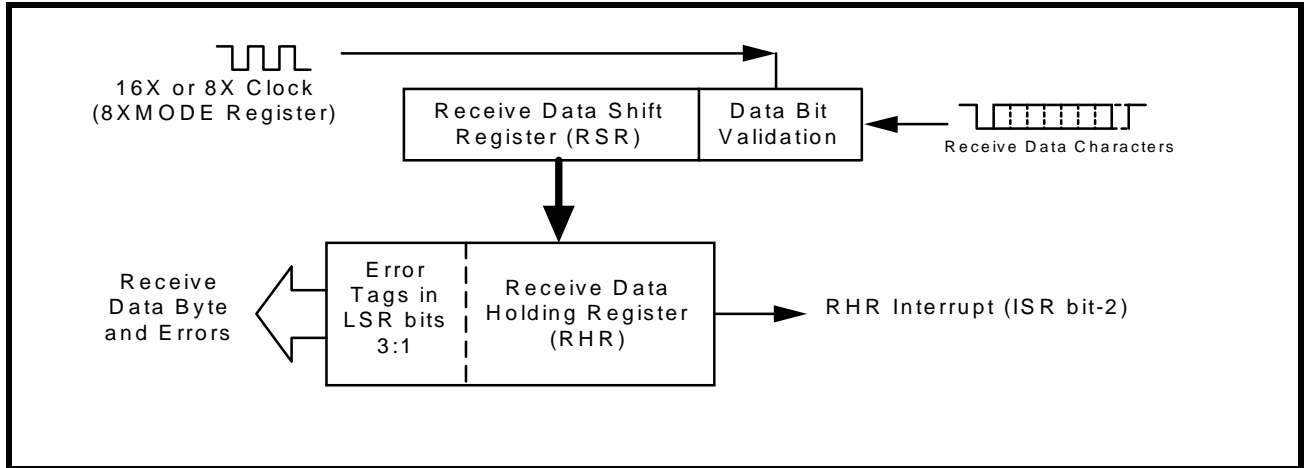 16X or 8X Clock
(8XMODE Register)
Receive Data Shift
Register (RSR)
Data Bit
Validation
Receive Data Characters
Receive
Data Byte
and Errors
Error
Tags in
LSR bits
3:1
Receive Data
Holding Register
(RHR)
RHR Interrupt (ISR bit-2)